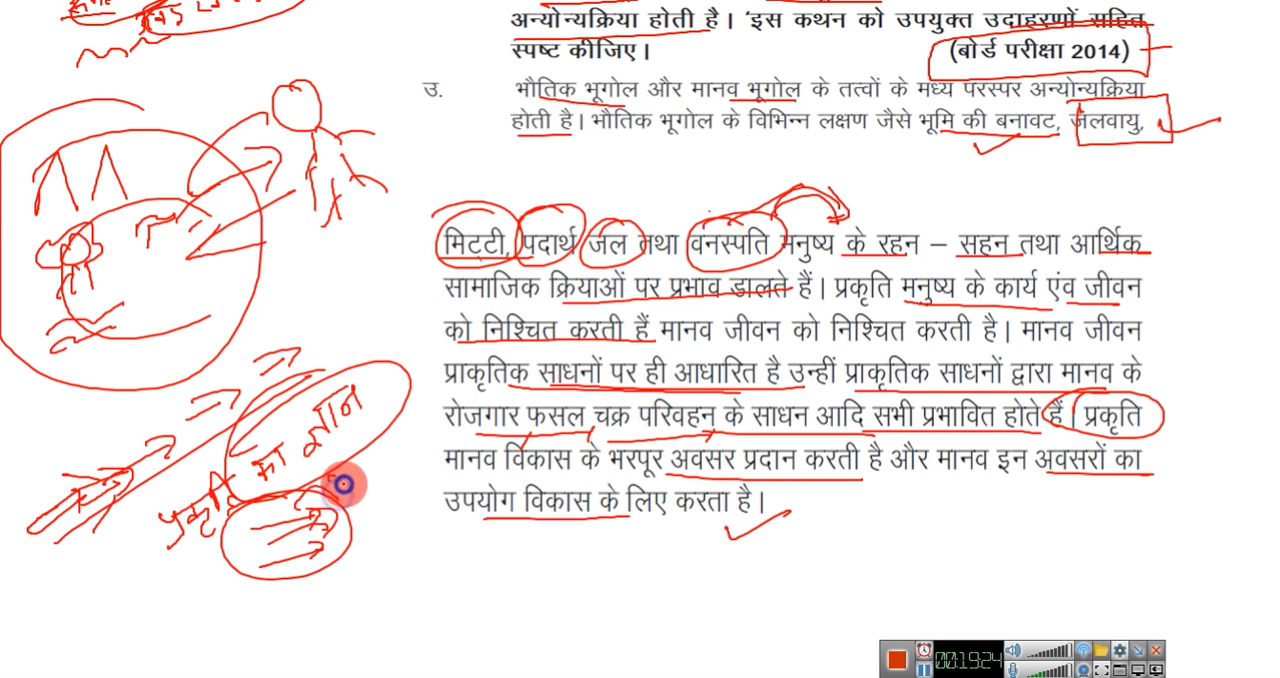 अन्योन्यक्रिया होती है। 'इस कथन को उपयुक्त उदाहरणों सहित
स्पष्ट कीजिए। (बोर्ड परीक्षा 2014)
उ. भौतिक भूगोल और मानव भूगोल के तत्वों के मध्य परस्पर अन्योन्यक्रिया
होती है। भौतिक भूगोल के विभिन्न लक्षण जैसे भूमि की बनावट, जलवायु,
मिटटी, पदार्थ जल तथा वनस्पति मनुष्य के रहन – सहन तथा आर्थिक
सामाजिक क्रियाओं पर प्रभाव डालते हैं। प्रकृति मनुष्य के कार्य एंव जीवन
को निश्चित करती हैं मानव जीवन को निश्चित करती है। मानव जीवन
प्राकृतिक साधनों पर ही आधारित है उन्हीं प्राकृतिक साधनों द्वारा मानव के
रोजगार फसल चक्र परिवहन के साधन आदि सभी प्रभावित होते हैं। प्रकृति
मानव विकास के भरपूर अवसर प्रदान करती है और मानव इन अवसरों का
उपयोग विकास के लिए करता है।
का
00:19:24